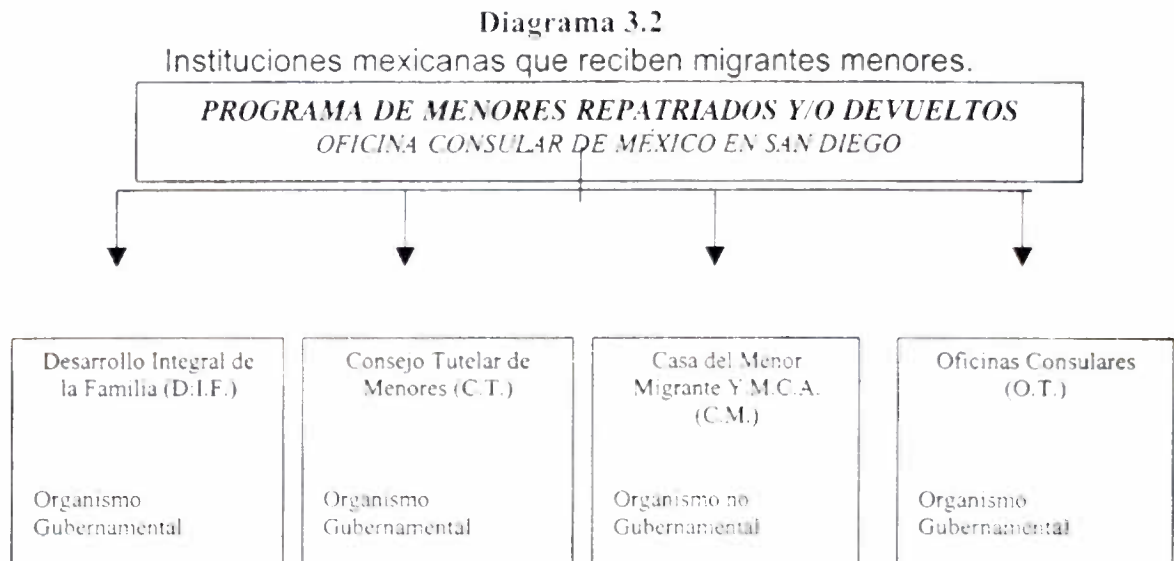 Diagrama 3.2
Instituciones mexicanas que reciben migrantes menores.
PROGRAMA DE MENORES REPATRIADOS Y/O DEVUELTOS
OFICINA CONSULAR DE MÉXICO EN SAN DIEGO
Desarrollo Integral de
la Familia (D.I.F.)
Organismo
Gubernamental
Consejo Tutelar de
Menores (C.T.)
Organismo
Gubernamental
Casa del Menor
Migrante Y.M.C.A.
(C.M.)
Organismo no
Gubernamental
Oficinas Consulares
(O.T.)
Organismo
Gubernamental